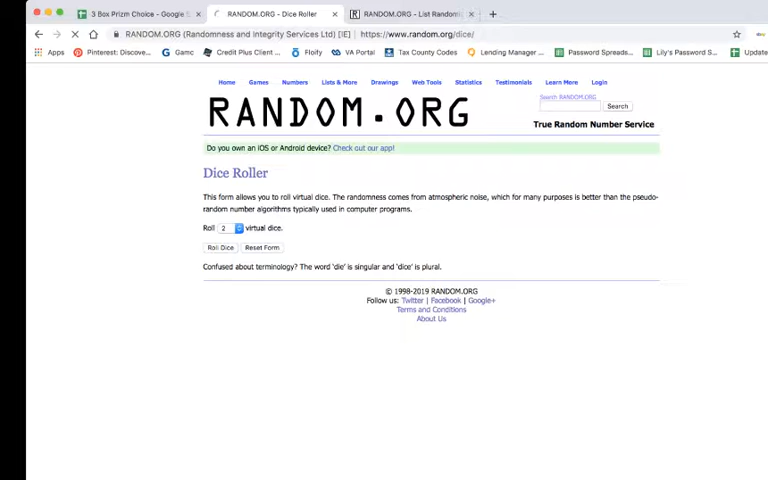 3 Box Prizm Choice - Google S
RANDOM.ORG - Dice Roller
RANDOM.ORG - List Randomi
RANDOM.ORG (Randomness and Integrity Services Ltd) [IE] | https://www.random.org/dice/
Apps
Pinterest: Discove...
Gamc
Credit Plus Client ...
Floify
VA Portal
Tax County Codes
Lending Manager ...
Password Spreads...
Lily's Password S...
Update
Home Games Numbers Lists & More Drawings Web Tools Statistics Testimonials Learn More Login
RANDOM.ORG
Search RANDOM.ORG
Search
True Random Number Service
Do you own an iOS or Android device? Check out our app!
Dice Roller
This form allows you to roll virtual dice. The randomness comes from atmospheric noise, which for many purposes is better than the pseudo-
random number algorithms typically used in computer programs.
Roll 2 virtual dice.
Roll Dice Reset Form
Confused about terminology? The word 'die' is singular and 'dice' is plural.
© 1998-2019 RANDOM.ORG
Follow us: Twitter | Facebook | Google+
Terms and Conditions
About Us